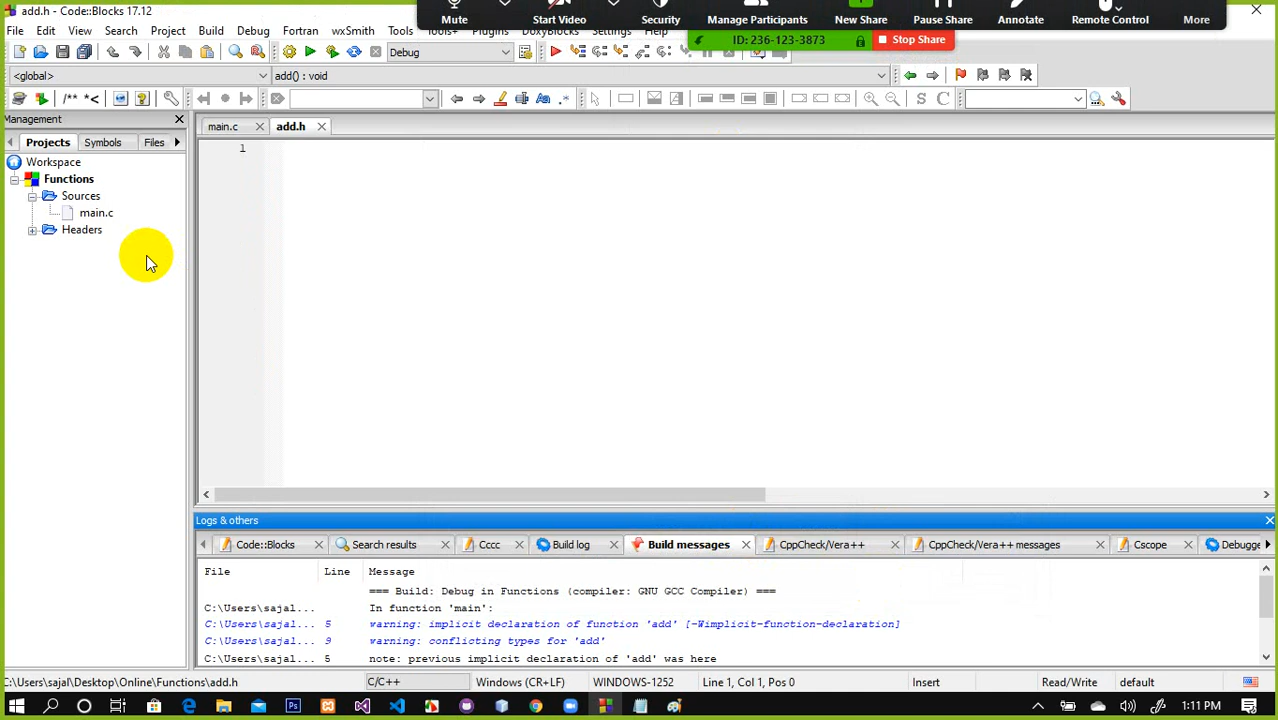 add.h - Code::Blocks 17.12
File Edit View Search Project Build Debug Fortran wxSmith Tools+ Plugins DoxyBlocks Settings Help
Mute Start Video Security Manage Participants New Share Pause Share Annotate Remote Control More
ID: 236-123-3873 Stop Share
Debug
<global> add() : void
/** *< S C
Management
Projects Symbols Files
main.c add.h
1
Workspace
Functions
Sources
main.c
Headers
Logs & others
Code::Blocks Search results Cccc Build log Build messages CppCheck/Vera++ CppCheck/Vera++ messages Cscope Debugge
File Line Message
=== Build: Debug in Functions (compiler: GNU GCC Compiler) ===
C:\Users\sajal... In function 'main':
C:\Users\sajal... 5 warning: implicit declaration of function 'add' [-Wimplicit-function-declaration]
C:\Users\sajal... 9 warning: conflicting types for 'add'
C:\Users\sajal... 5 note: previous implicit declaration of 'add' was here
C:\Users\sajal\Desktop\Online\Functions\add.h C/C++ Windows (CR+LF) WINDOWS-1252 Line 1, Col 1, Pos 0 Insert Read/Write default
1:11 PM